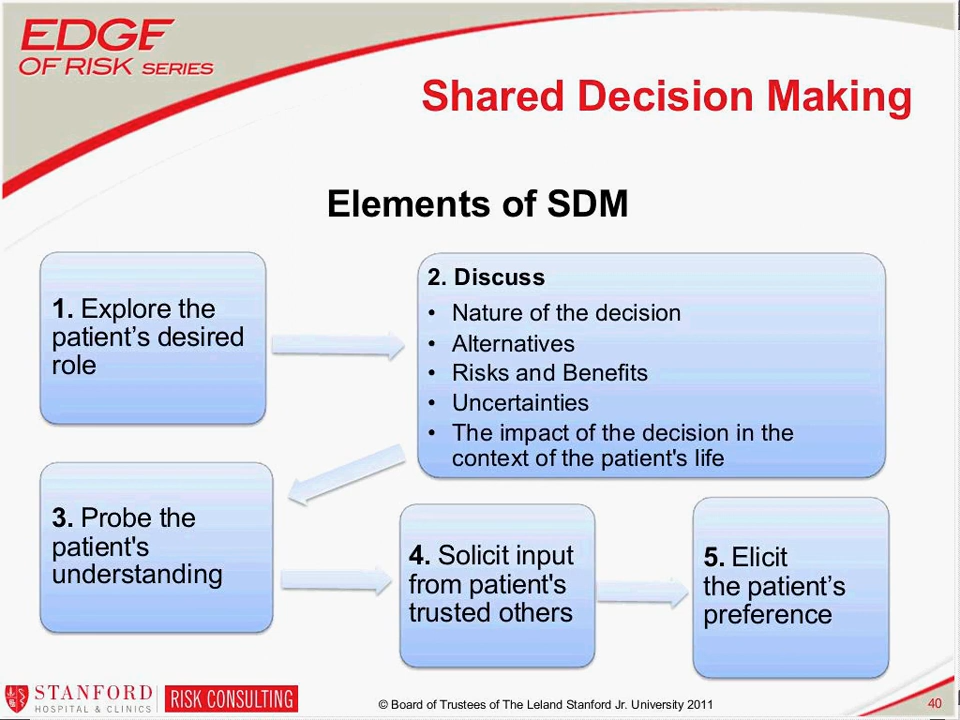 EDGE
OF RISK SERIES
Shared Decision Making
Elements of SDM
1. Explore the
patient’s desired
role
2. Discuss
• Nature of the decision
• Alternatives
• Risks and Benefits
• Uncertainties
• The impact of the decision in the
context of the patient's life
3. Probe the
patient's
understanding
4. Solicit input
from patient's
trusted others
5. Elicit
the patient’s
preference
STANFORD
HOSPITAL & CLINICS
RISK CONSULTING
© Board of Trustees of The Leland Stanford Jr. University 2011
40